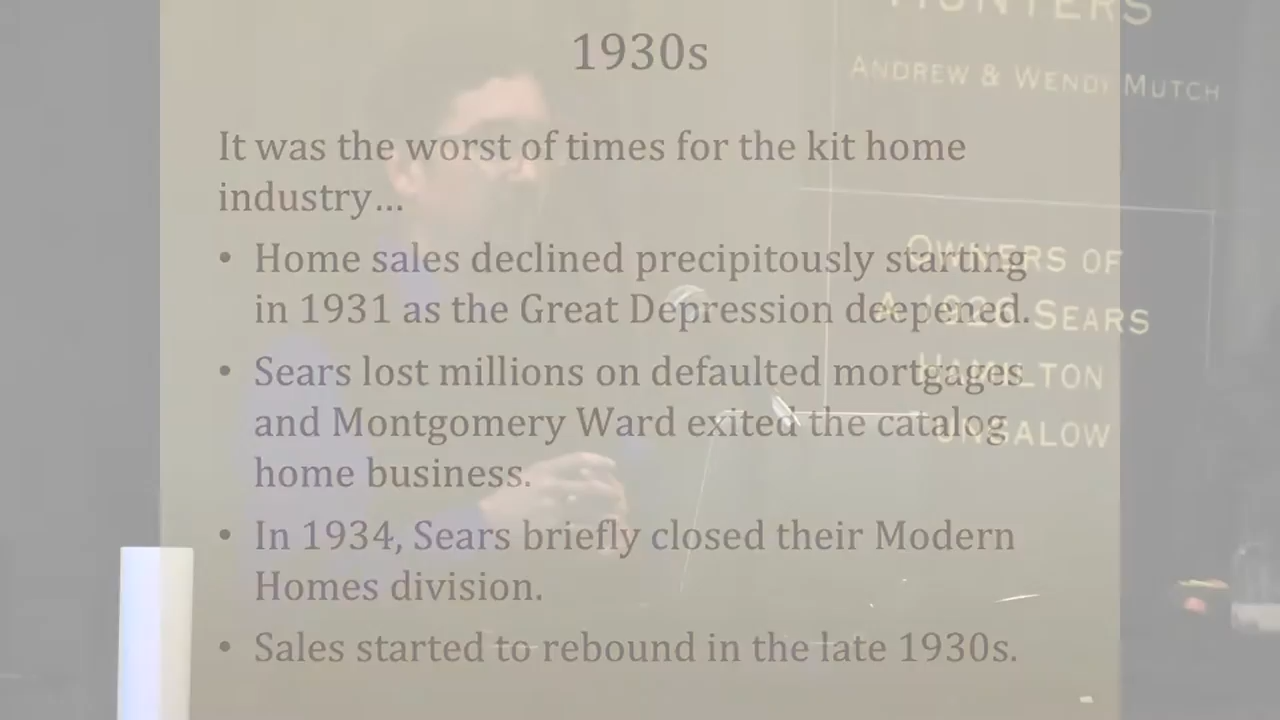 1930s
It was the worst of times for the kit home
industry…
• Home sales declined precipitously starting
in 1931 as the Great Depression deepened.
• Sears lost millions on defaulted mortgages
and Montgomery Ward exited the catalog
home business.
• In 1934, Sears briefly closed their Modern
Homes division.
• Sales started to rebound in the late 1930s.
HUNTERS
ANDREW & WENDI MUTCH
OWNERS OF
A 1926 SEARS
HAMILTON